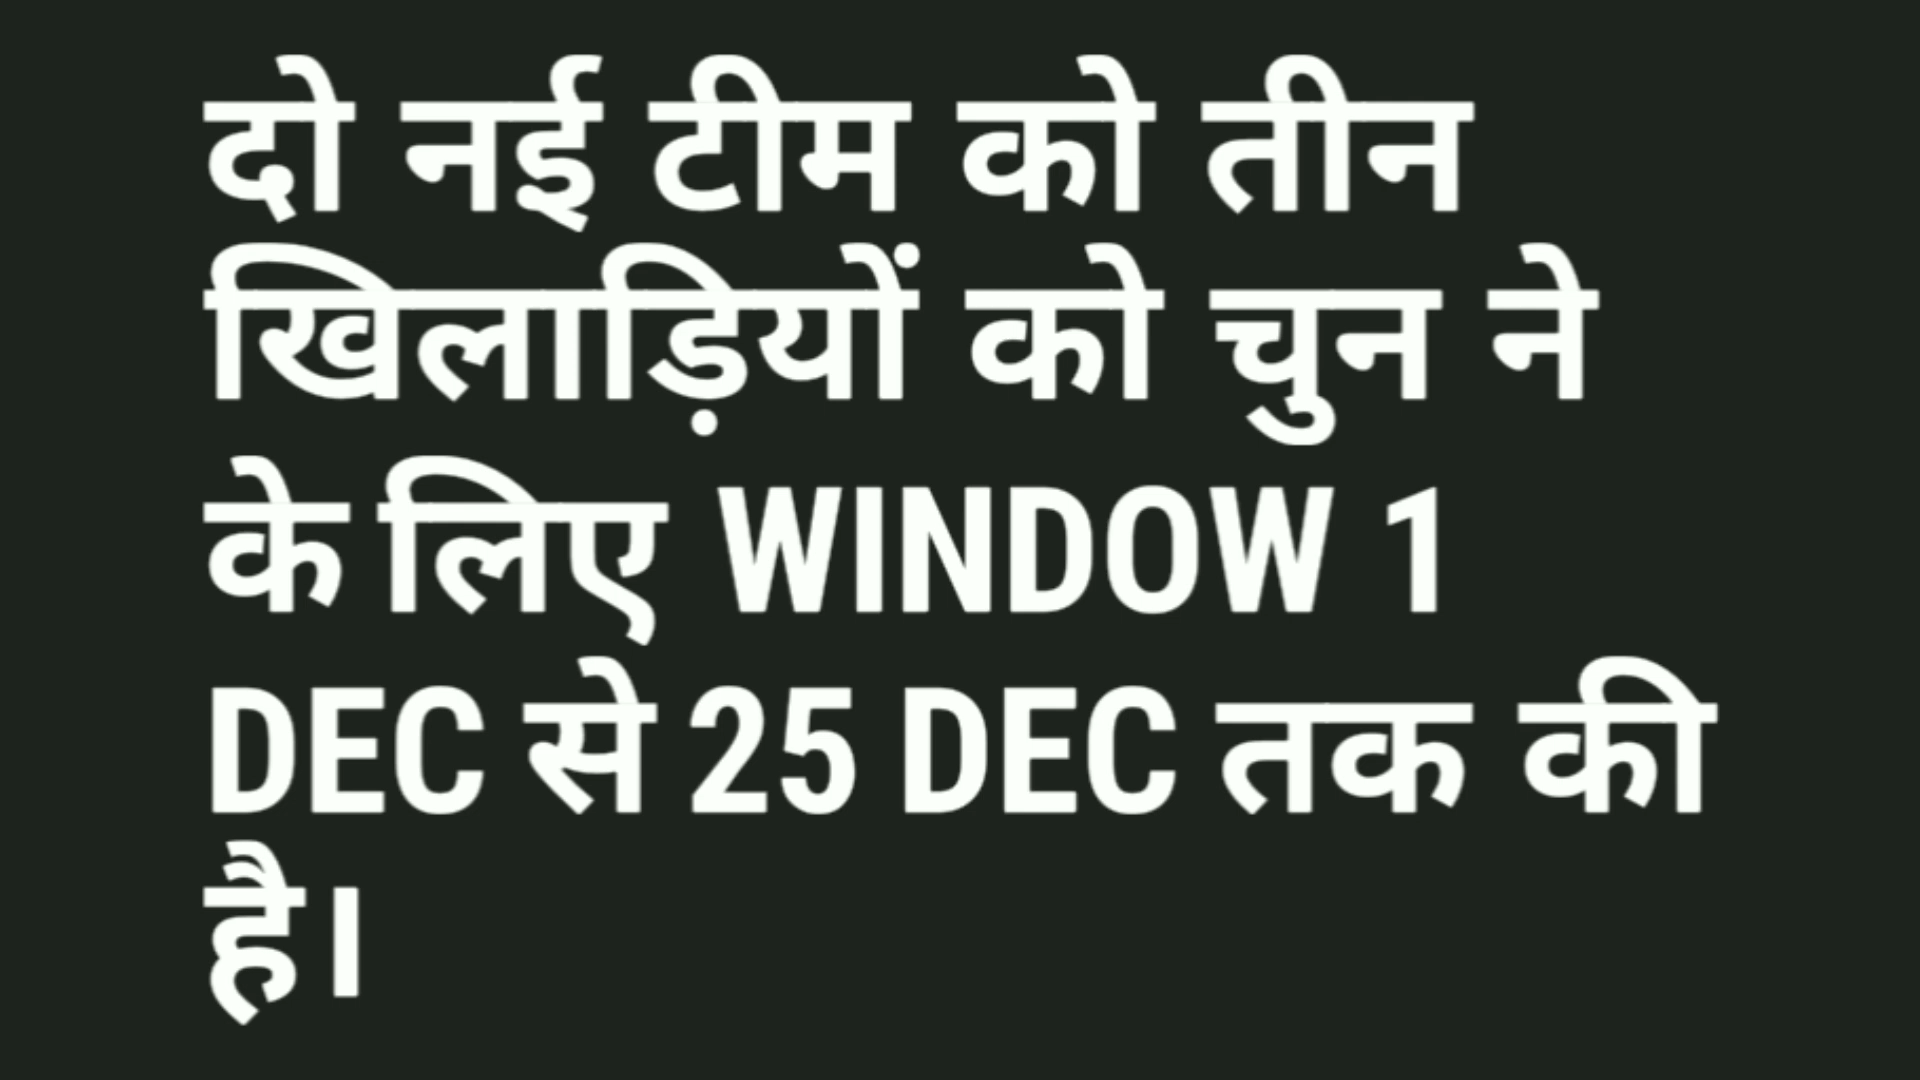 दो नई टीम को तीन
खिलाड़ियों को चुन ने
के लिए WINDOW 1
DEC से 25 DEC तक की
है।